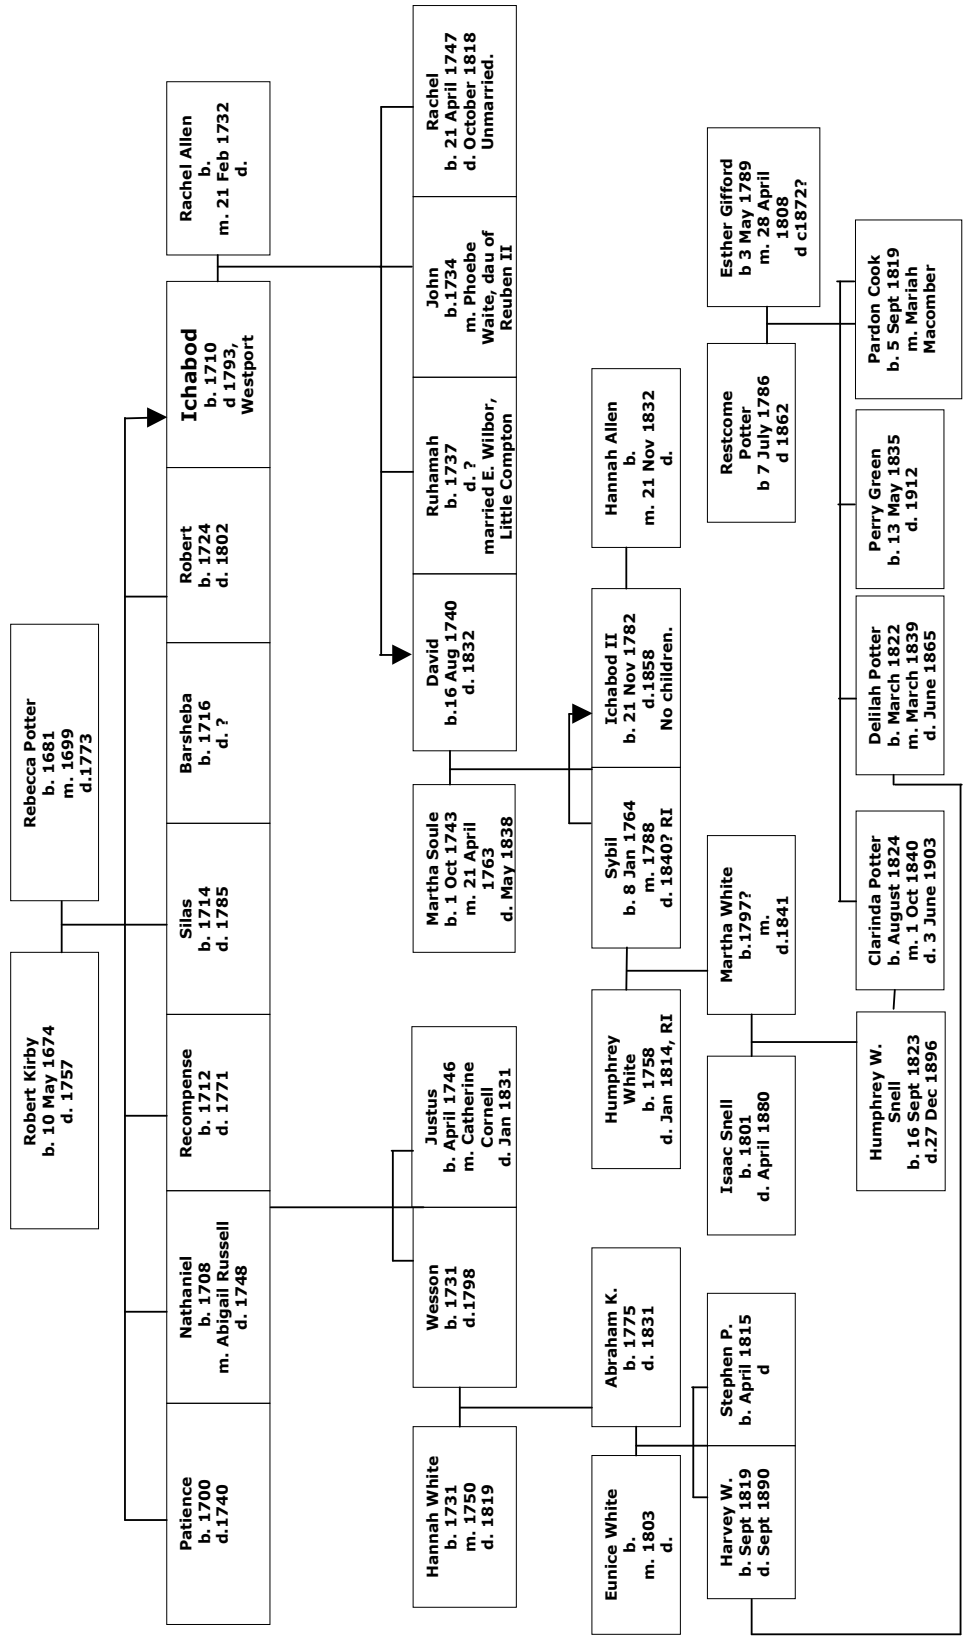 Robert Kirby
b. 10 May 1674
d. 1757
Rebecca Potter
b. 1681
m. 1699
d.1773
Patience
b. 1700
d.1740
Nathaniel
b. 1708
m. Abigail Russell
d. 1748
Recompense
b. 1712
d. 1771
Silas
b. 1714
d. 1785
Barsheba
b. 1716
d. ?
Robert
b. 1724
d. 1802
Ichabod
b. 1710
d 1793,
Westport
Rachel Allen
b.
m. 21 Feb 1732
d.
Hannah White
b. 1731
m. 1750
d. 1819
Wesson
b. 1731
d.1798
Justus
b. April 1746
m. Catherine
Cornell
d. Jan 1831
Martha Soule
b. 1 Oct 1743
m. 21 April
1763
d. May 1838
David
b.16 Aug 1740
d. 1832
Ruhamah
b. 1737
d. ?
married E. Wilbor,
Little Compton
John
b.1734
m. Phoebe
Waite, dau of
Reuben II
Rachel
b. 21 April 1747
d. October 1818
Unmarried.
Eunice White
b.
m. 1803
d.
Abraham K.
b. 1775
d. 1831
Humphrey
White
b. 1758
d. Jan 1814, RI
Sybil
b. 8 Jan 1764
m. 1788
d. 1840? RI
Ichabod II
b. 21 Nov 1782
d.1858
No children.
Hannah Allen
b.
m. 21 Nov 1832
d.
Harvey W.
b. Sept 1819
d. Sept 1890
Stephen P.
b. April 1815
d
Isaac Snell
b. 1801
d. April 1880
Martha White
b.1797?
m.
d.1841
Restcome
Potter
b 7 July 1786
d 1862
Esther Gifford
b 3 May 1789
m. 28 April
1808
d c1872?
Humphrey W.
Snell
b. 16 Sept 1823
d.27 Dec 1896
Clarinda Potter
b. August 1824
m. 1 Oct 1840
d. 3 June 1903
Delilah Potter
b. March 1822
m. March 1839
d. June 1865
Perry Green
b. 13 May 1835
d. 1912
Pardon Cook
b. 5 Sept 1819
m. Mariah
Macomber